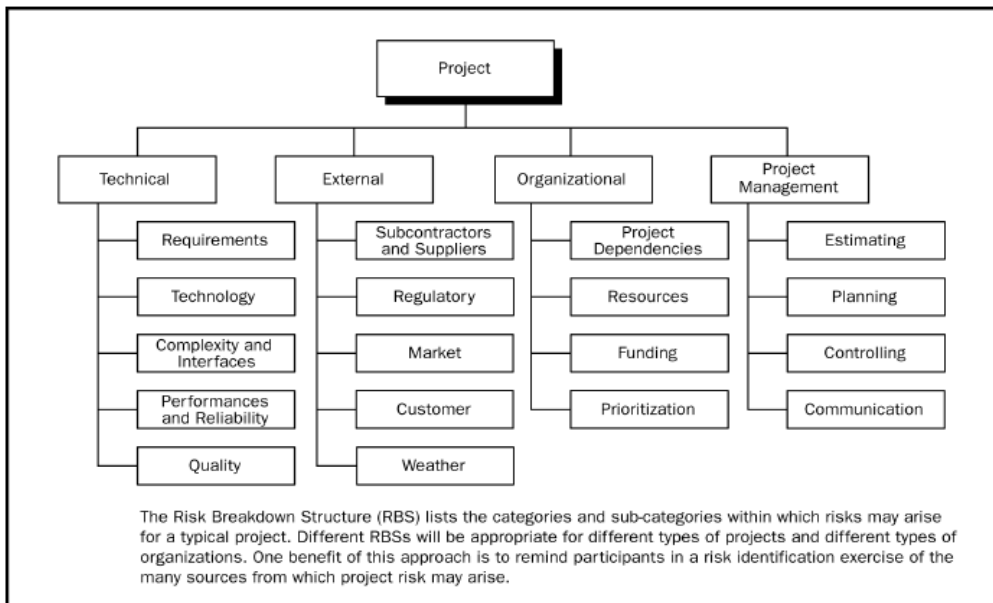 Project
Technical
External
Organizational
Project
Management
Requirements
Technology
Complexity and
Interfaces
Performances
and Reliability
Quality
Subcontractors
and Suppliers
Regulatory
Market
Customer
Weather
Project
Dependencies
Resources
Funding
Prioritization
Estimating
Planning
Controlling
Communication
The Risk Breakdown Structure (RBS) lists the categories and sub-categories within which risks may arise
for a typical project. Different RBSs will be appropriate for different types of projects and different types of
organizations. One benefit of this approach is to remind participants in a risk identification exercise of the
many sources from which project risk may arise.